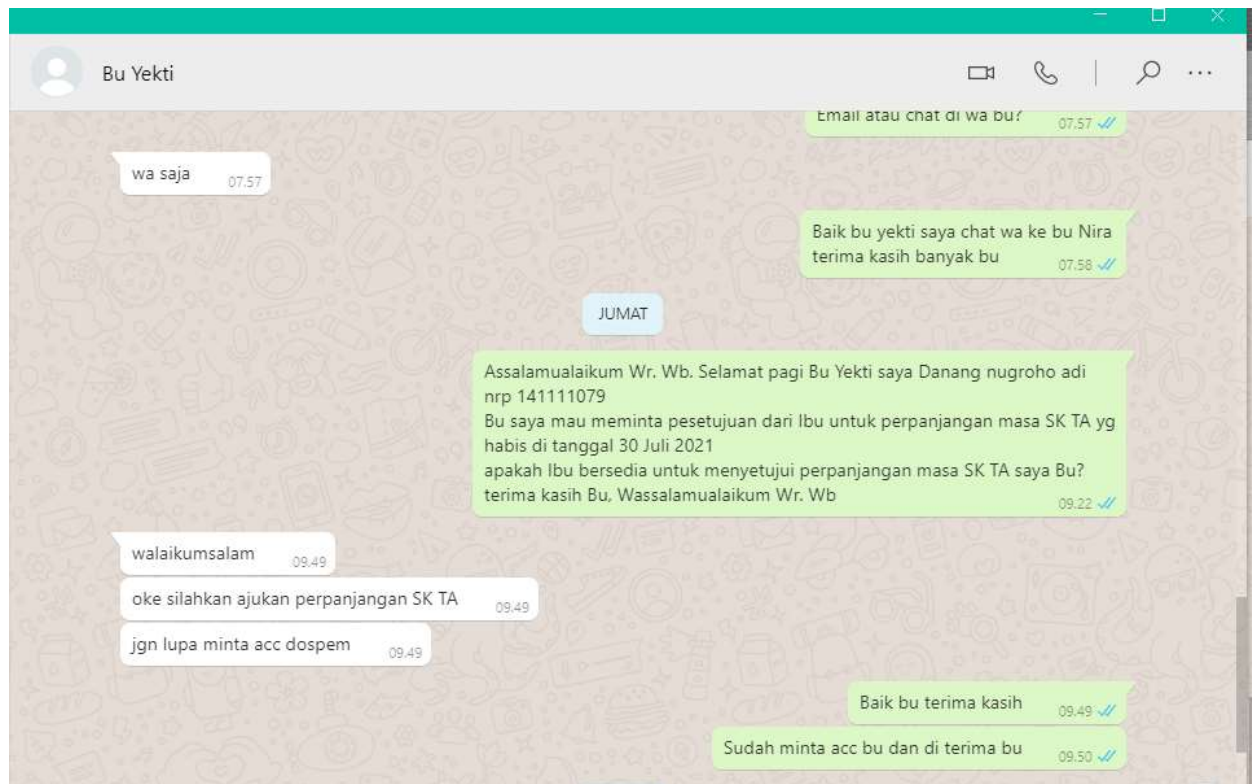 Bu Yekti
Email atau chat di wa bu?
07.57
wa saja
07.57
Baik bu yekti saya chat wa ke bu Nira
terima kasih banyak bu
07.58
JUMAT
Assalamualaikum Wr. Wb. Selamat pagi Bu Yekti saya Danang nugroho adi
nrp 141111079
Bu saya mau meminta pesetujuan dari Ibu untuk perpanjangan masa SK TA yg
habis di tanggal 30 Juli 2021
apakah Ibu bersedia untuk menyetujui perpanjangan masa SK TA saya Bu?
terima kasih Bu, Wassalamualaikum Wr. Wb
09.22
walaikumsalam
09.49
oke silahkan ajukan perpanjangan SK TA
09.49
jgn lupa minta acc dospem
09.49
Baik bu terima kasih
09.49
Sudah minta acc bu dan di terima bu
09.50